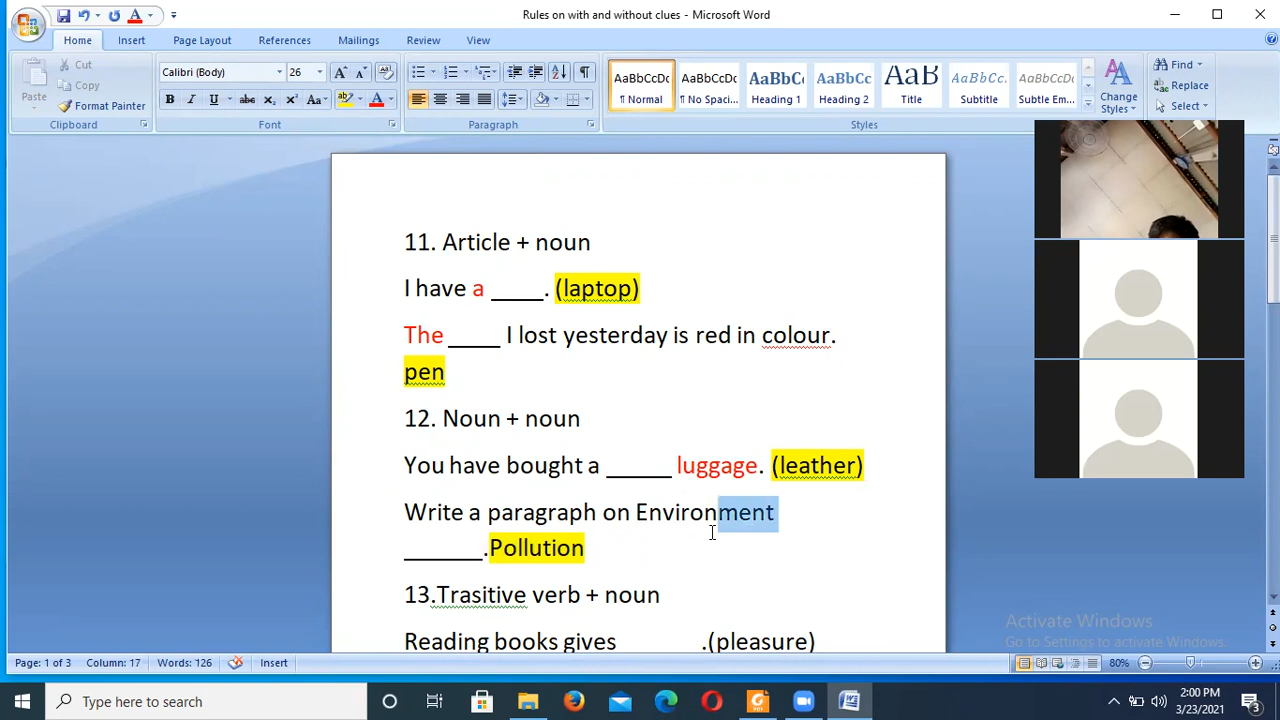 Rules on with and without clues - Microsoft Word
Home Insert Page Layout References Mailings Review View
Paste
Cut
Copy
Format Painter
Clipboard
Calibri (Body) 26
Font
Paragraph
AaBbCcDc AaBbCcDc AaBbC AaBbCc AaB AaBbCc. AaBbCcDc
¶ Normal ¶ No Spaci... Heading 1 Heading 2 Title Subtitle Subtle Em...
Change Styles
Styles
Find
Replace
Select
11. Article + noun
I have a _____. (laptop)
The _____ I lost yesterday is red in colour.
pen
12. Noun + noun
You have bought a ______ luggage. (leather)
Write a paragraph on Environment
_______.Pollution
13.Trasitive verb + noun
Reading books gives _______.(pleasure)
Activate Windows
Go to Settings to activate Windows.
Page: 1 of 3 Column: 17 Words: 126 Insert 80%
Type here to search
2:00 PM
3/23/2021
3